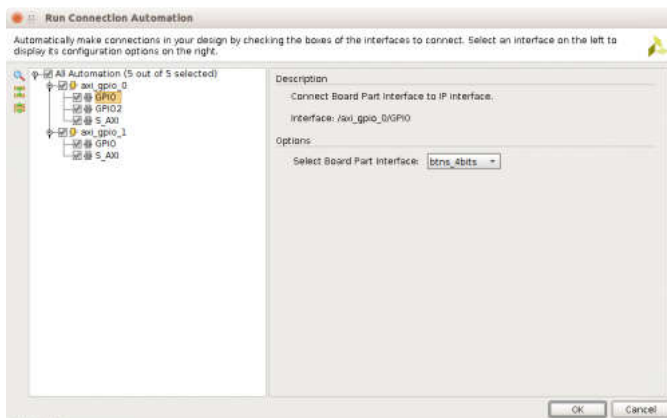 Run Connection Automation
Automatically make connections in your design by checking the boxes of the interfaces to connect. Select an interface on the left to
display its configuration options on the right.
All Automation (5 out of 5 selected)
axi_gpio_0
GPIO
GPIO2
S_AXI
axi_gpio_1
GPIO
S_AXI
Description
Connect Board Part Interface to IP interface.
Interface: /axi_gpio_0/GPIO
Options
Select Board Part Interface: btns_4bits
OK Cancel